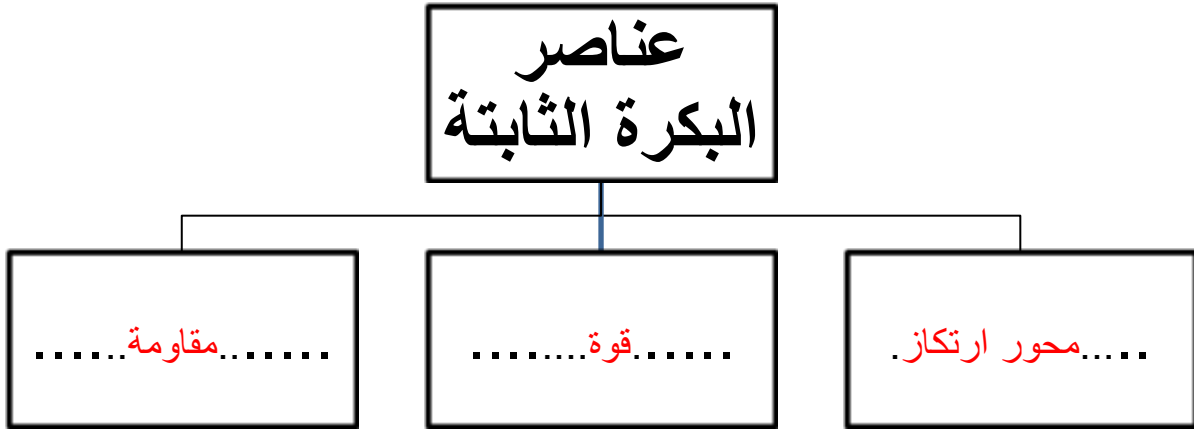 عناصر
البكرة الثابتة
.....محور ارتكاز.
......قوة........
.......مقاومة.......